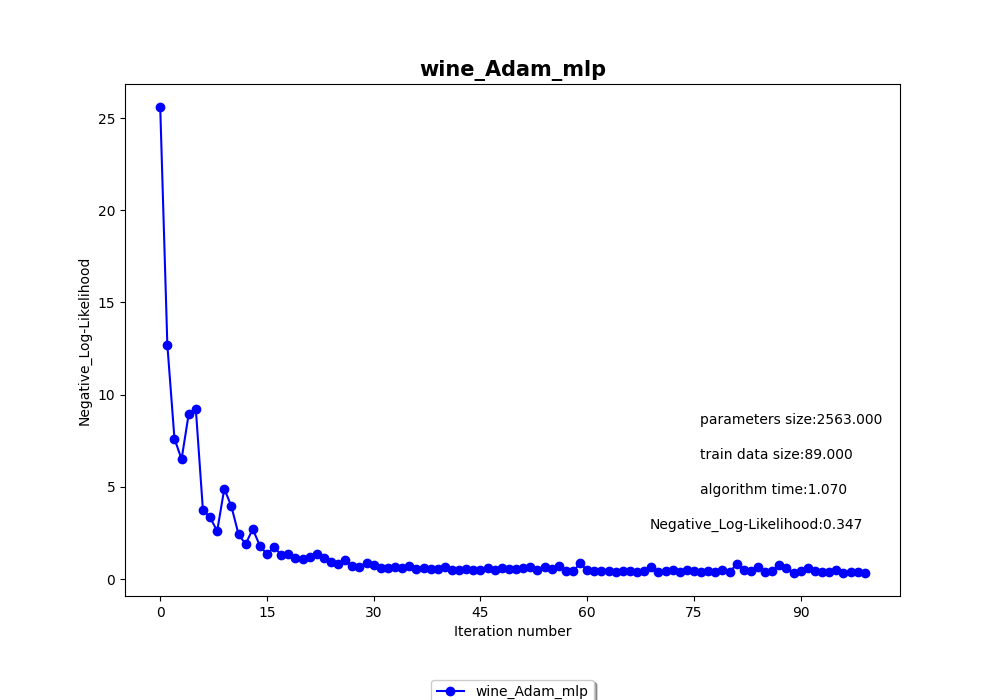 wine_Adam_mlp
Negative_Log-Likelihood
25
20
15
10
5
0
parameters size:2563.000
train data size:89.000
algorithm time:1.070
Negative_Log-Likelihood:0.347
0 15 30 45 60 75 90
Iteration number
wine_Adam_mlp